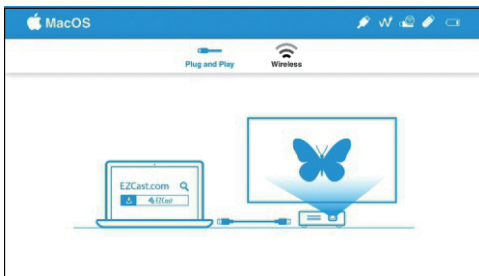 MacOS
Plug and Play
Wireless
EZCast.com
EZCast